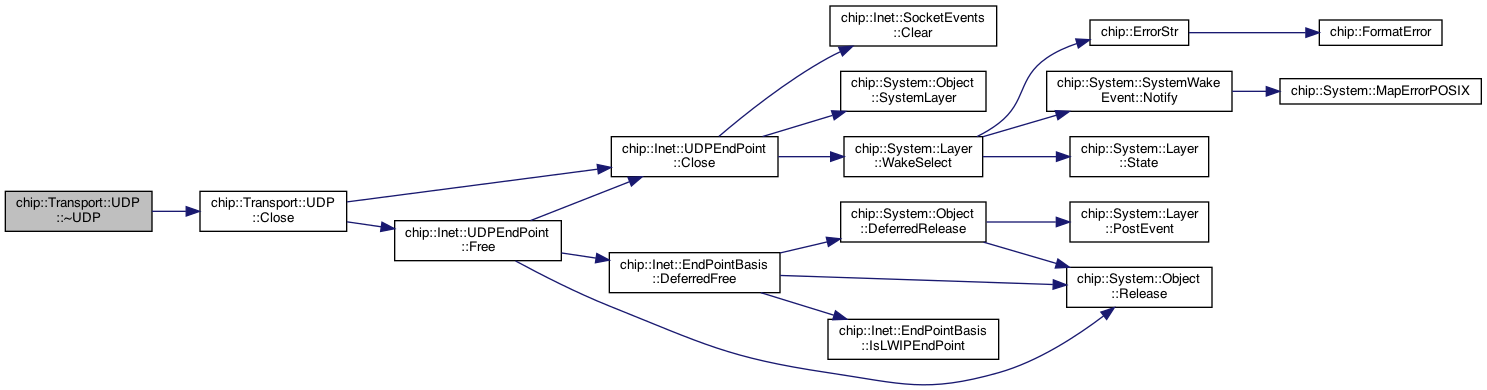 chip::Transport::UDP
::~UDP
chip::Transport::UDP
::Close
chip::Inet::UDPEndPoint
::Close
chip::Inet::UDPEndPoint
::Free
chip::Inet::SocketEvents
::Clear
chip::System::Object
::SystemLayer
chip::System::Layer
::WakeSelect
chip::ErrorStr
chip::FormatError
chip::System::SystemWake
Event::Notify
chip::System::MapErrorPOSIX
chip::System::Layer
::State
chip::Inet::EndPointBasis
::DeferredFree
chip::System::Object
::DeferredRelease
chip::System::Layer
::PostEvent
chip::System::Object
::Release
chip::Inet::EndPointBasis
::IsLWIPEndPoint